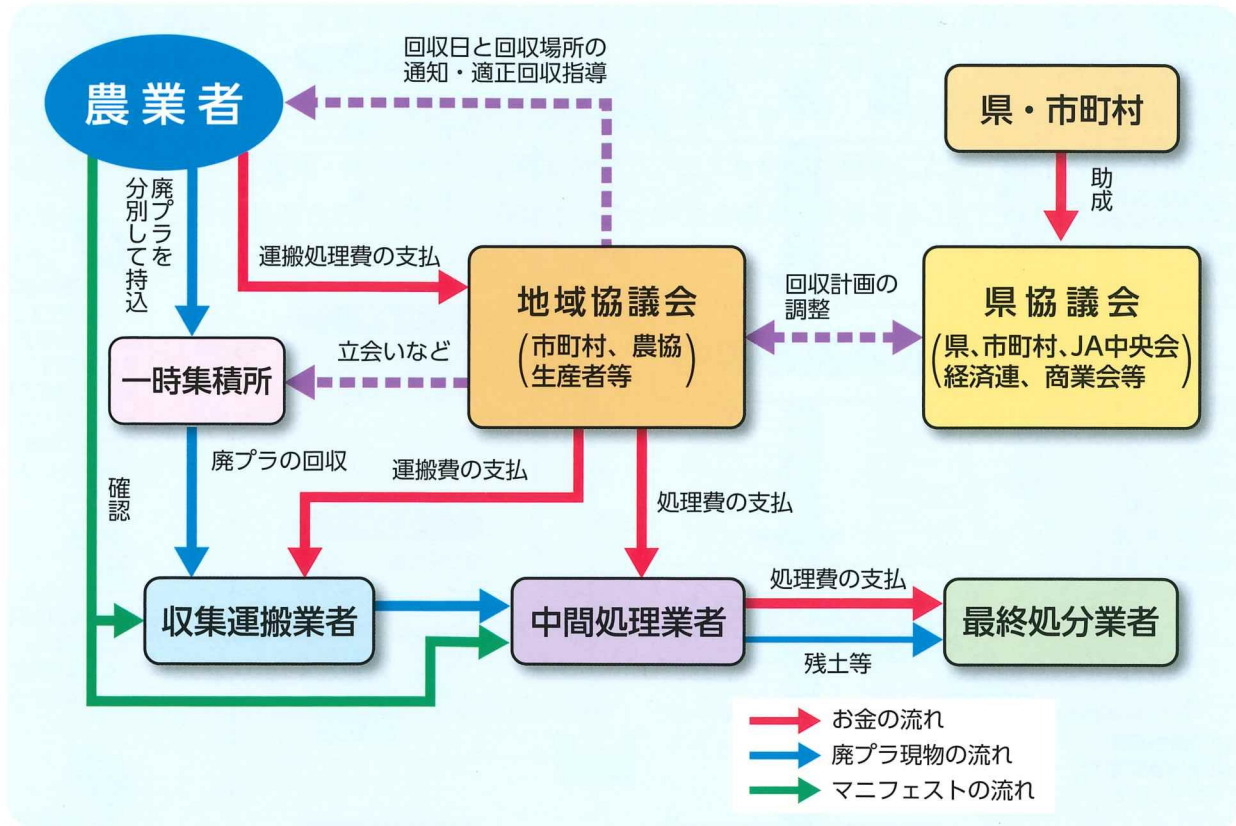 農業者
回収日と回収場所の
通知・適正回収指導
県・市町村
助成
廃プラを
分別して持込
運搬処理費の支払
地域協議会
(市町村、農協
生産者等)
回収計画の
調整
県協議会
(県、市町村、JA中央会
経済連、商業会等)
立会いなど
一時集積所
廃プラの回収
運搬費の支払
処理費の支払
確認
収集運搬業者
中間処理業者
処理費の支払
残土等
最終処分業者
お金の流れ
廃プラ現物の流れ
マニフェストの流れ